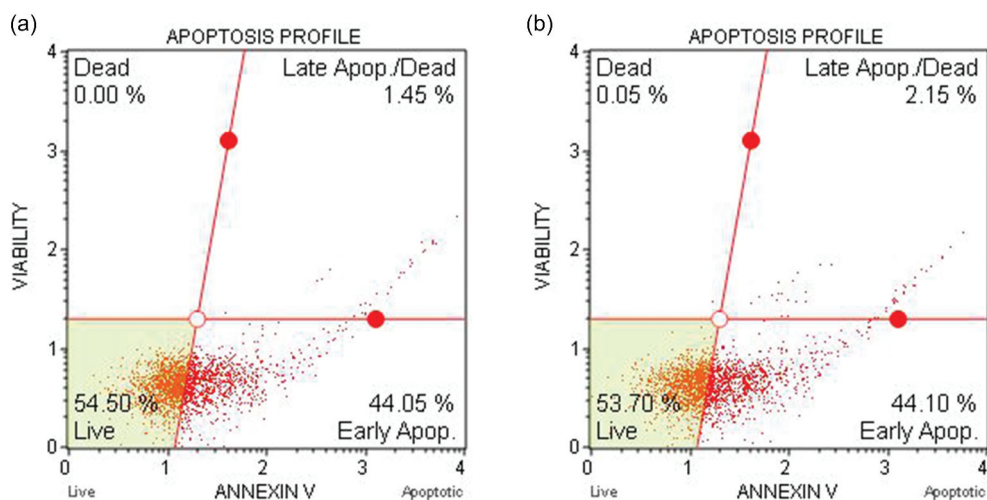 (a)
APOPTOSIS PROFILE
4
3
2
1
0
VIABILITY
Dead
0.00 %
Late Apop./Dead
1.45 %
54.50 %
Live
44.05 %
Early Apop.
0 1 2 3 4
Live ANNEXIN V Apoptotic
(b)
APOPTOSIS PROFILE
4
3
2
1
0
VIABILITY
Dead
0.05 %
Late Apop./Dead
2.15 %
53.70 %
Live
44.10 %
Early Apop.
0 1 2 3 4
Live ANNEXIN V Apoptotic